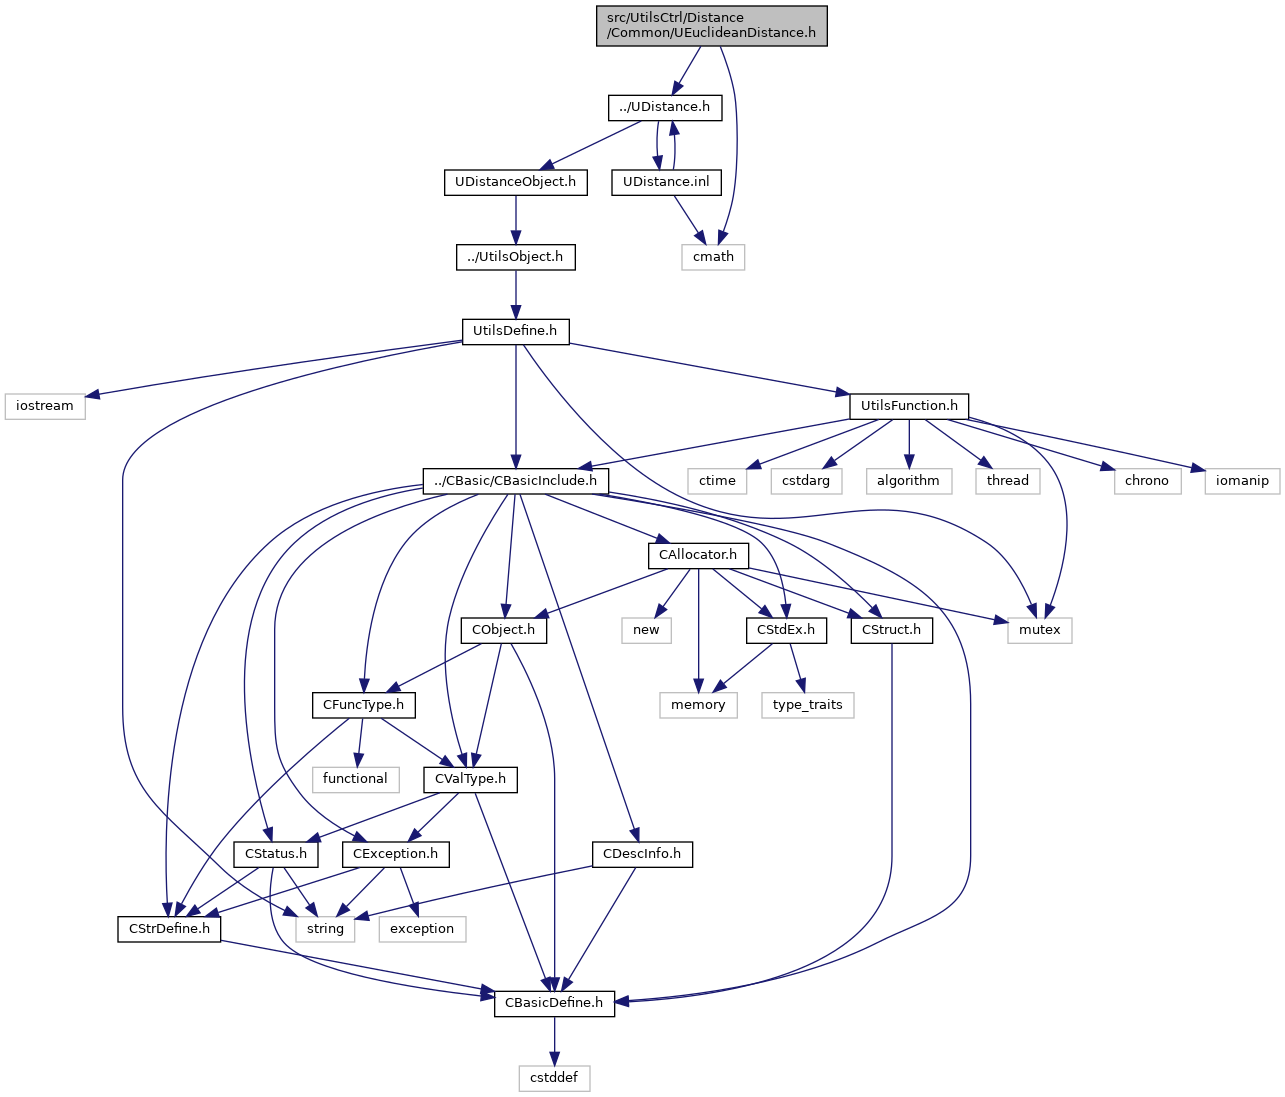 src/UtilsCtrl/Distance
/Common/UEuclideanDistance.h
../UDistance.h
UDistanceObject.h
UDistance.inl
../UtilsObject.h
cmath
UtilsDefine.h
iostream
UtilsFunction.h
../CBasic/CBasicInclude.h
ctime
cstdarg
algorithm
thread
chrono
iomanip
CAllocator.h
CObject.h
new
CStdEx.h
CStruct.h
mutex
CFuncType.h
memory
type_traits
functional
CValType.h
CStatus.h
CException.h
CDescInfo.h
CStrDefine.h
string
exception
CBasicDefine.h
cstddef